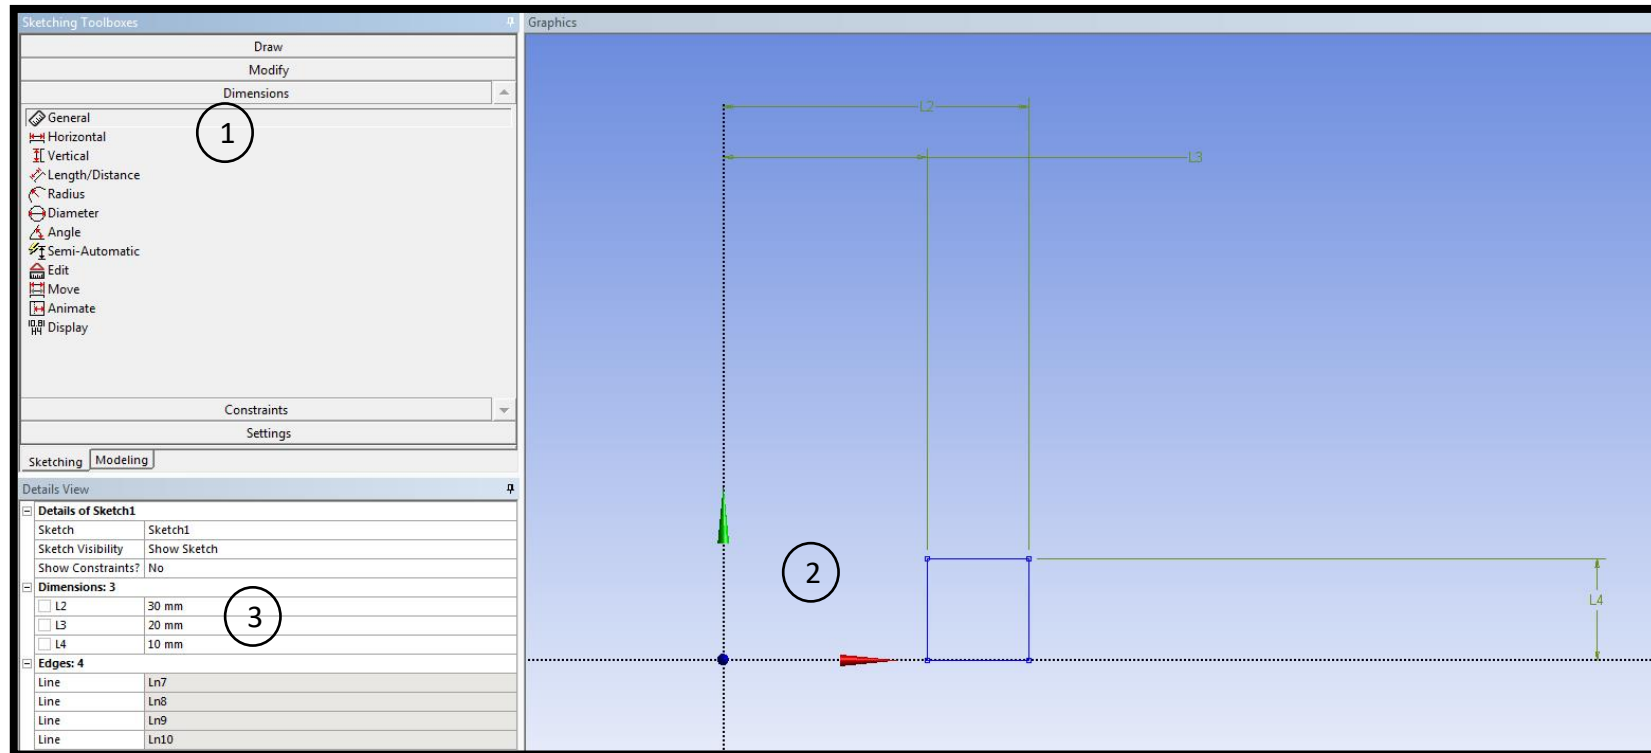 Sketching Toolboxes
Draw
Modify
Dimensions
General
Horizontal
Vertical
Length/Distance
Radius
Diameter
Angle
Semi-Automatic
Edit
Move
Animate
Display
1
Constraints
Settings
Sketching Modeling
Details View
Details of Sketch1
Sketch Sketch1
Sketch Visibility Show Sketch
Show Constraints? No
Dimensions: 3
L2 30 mm
L3 20 mm
L4 10 mm
3
Edges: 4
Line Ln7
Line Ln8
Line Ln9
Line Ln10
Graphics
L2
L3
2
L4